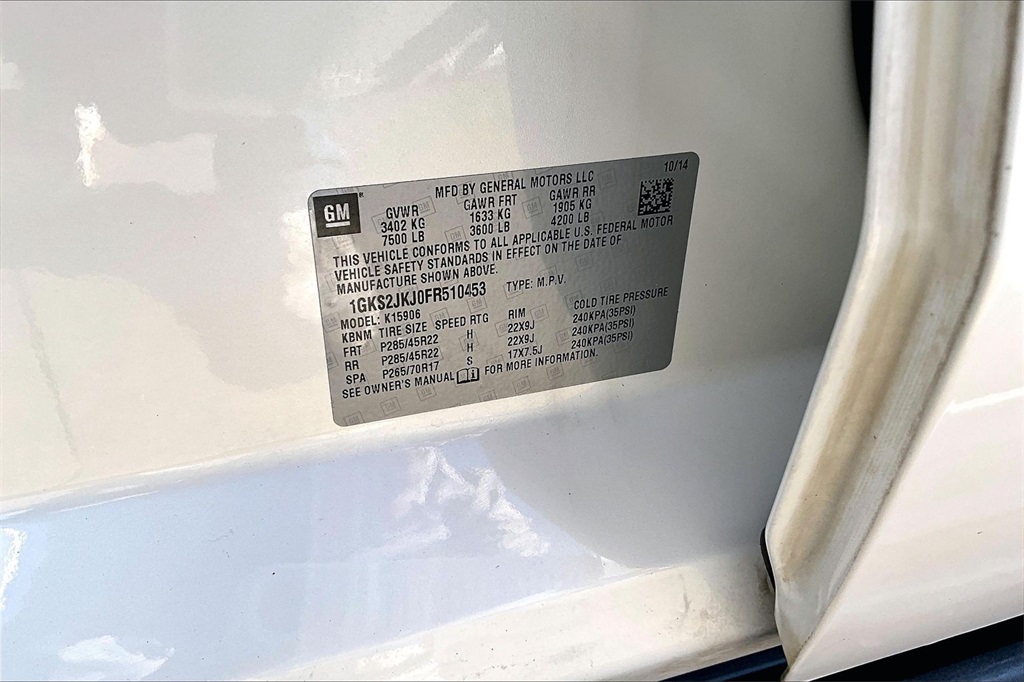 10/14
MFD BY GENERAL MOTORS LLC
GM
GVWR GAWR FRT GAWR RR
3402 KG 1633 KG 1905 KG
7500 LB 3600 LB 4200 LB
THIS VEHICLE CONFORMS TO ALL APPLICABLE U.S. FEDERAL MOTOR
VEHICLE SAFETY STANDARDS IN EFFECT ON THE DATE OF
MANUFACTURE SHOWN ABOVE.
1GKS2JKJ0FR510453 TYPE: M.P.V.
MODEL: K15906
KBNM TIRE SIZE SPEED RTG RIM COLD TIRE PRESSURE
FRT P285/45R22 H 22X9J 240KPA(35PSI)
RR P285/45R22 H 22X9J 240KPA(35PSI)
SPA P265/70R17 S 17X7.5J 240KPA(35PSI)
SEE OWNER'S MANUAL FOR MORE INFORMATION.